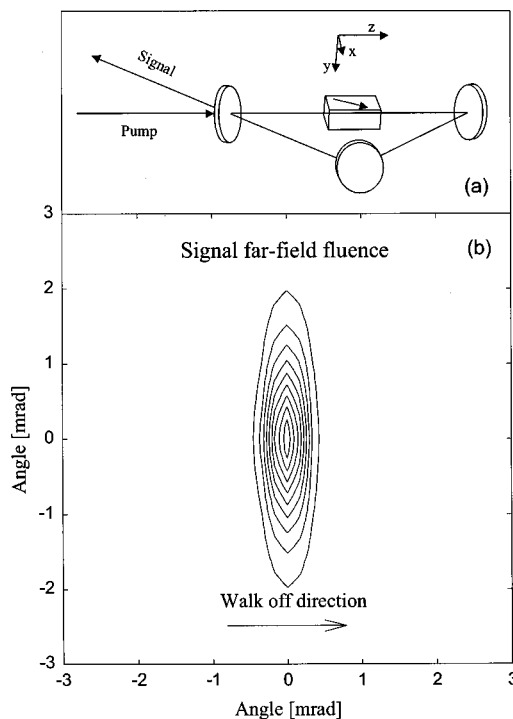 (a)
z
x
y
Signal
Pump
(a)
3
Signal far-field fluence
(b)
2
1
0
-1
-2
-3
Angle [mrad]
Walk off direction
-3
-2
-1
0
1
2
3
Angle [mrad]